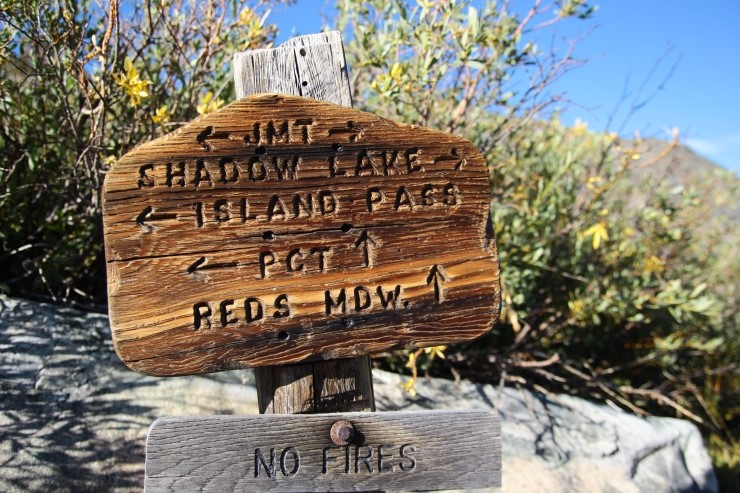 ← JMT →
SHADOW LAKE →
← ISLAND PASS
← PCT ↑
REDS MDW. ↑
NO FIRES